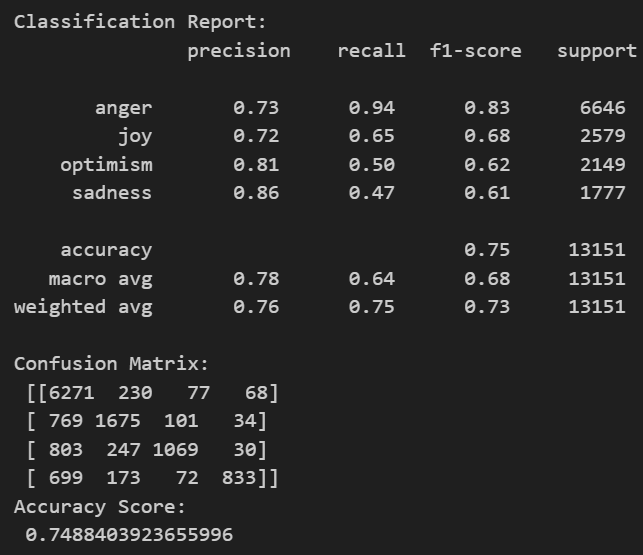 Classification Report:
precision recall f1-score support
anger 0.73 0.94 0.83 6646
joy 0.72 0.65 0.68 2579
optimism 0.81 0.50 0.62 2149
sadness 0.86 0.47 0.61 1777
accuracy 0.75 13151
macro avg 0.78 0.64 0.68 13151
weighted avg 0.76 0.75 0.73 13151
Confusion Matrix:
[[6271 230 77 68]
[ 769 1675 101 34]
[ 803 247 1069 30]
[ 699 173 72 833]]
Accuracy Score:
0.7488403923655996